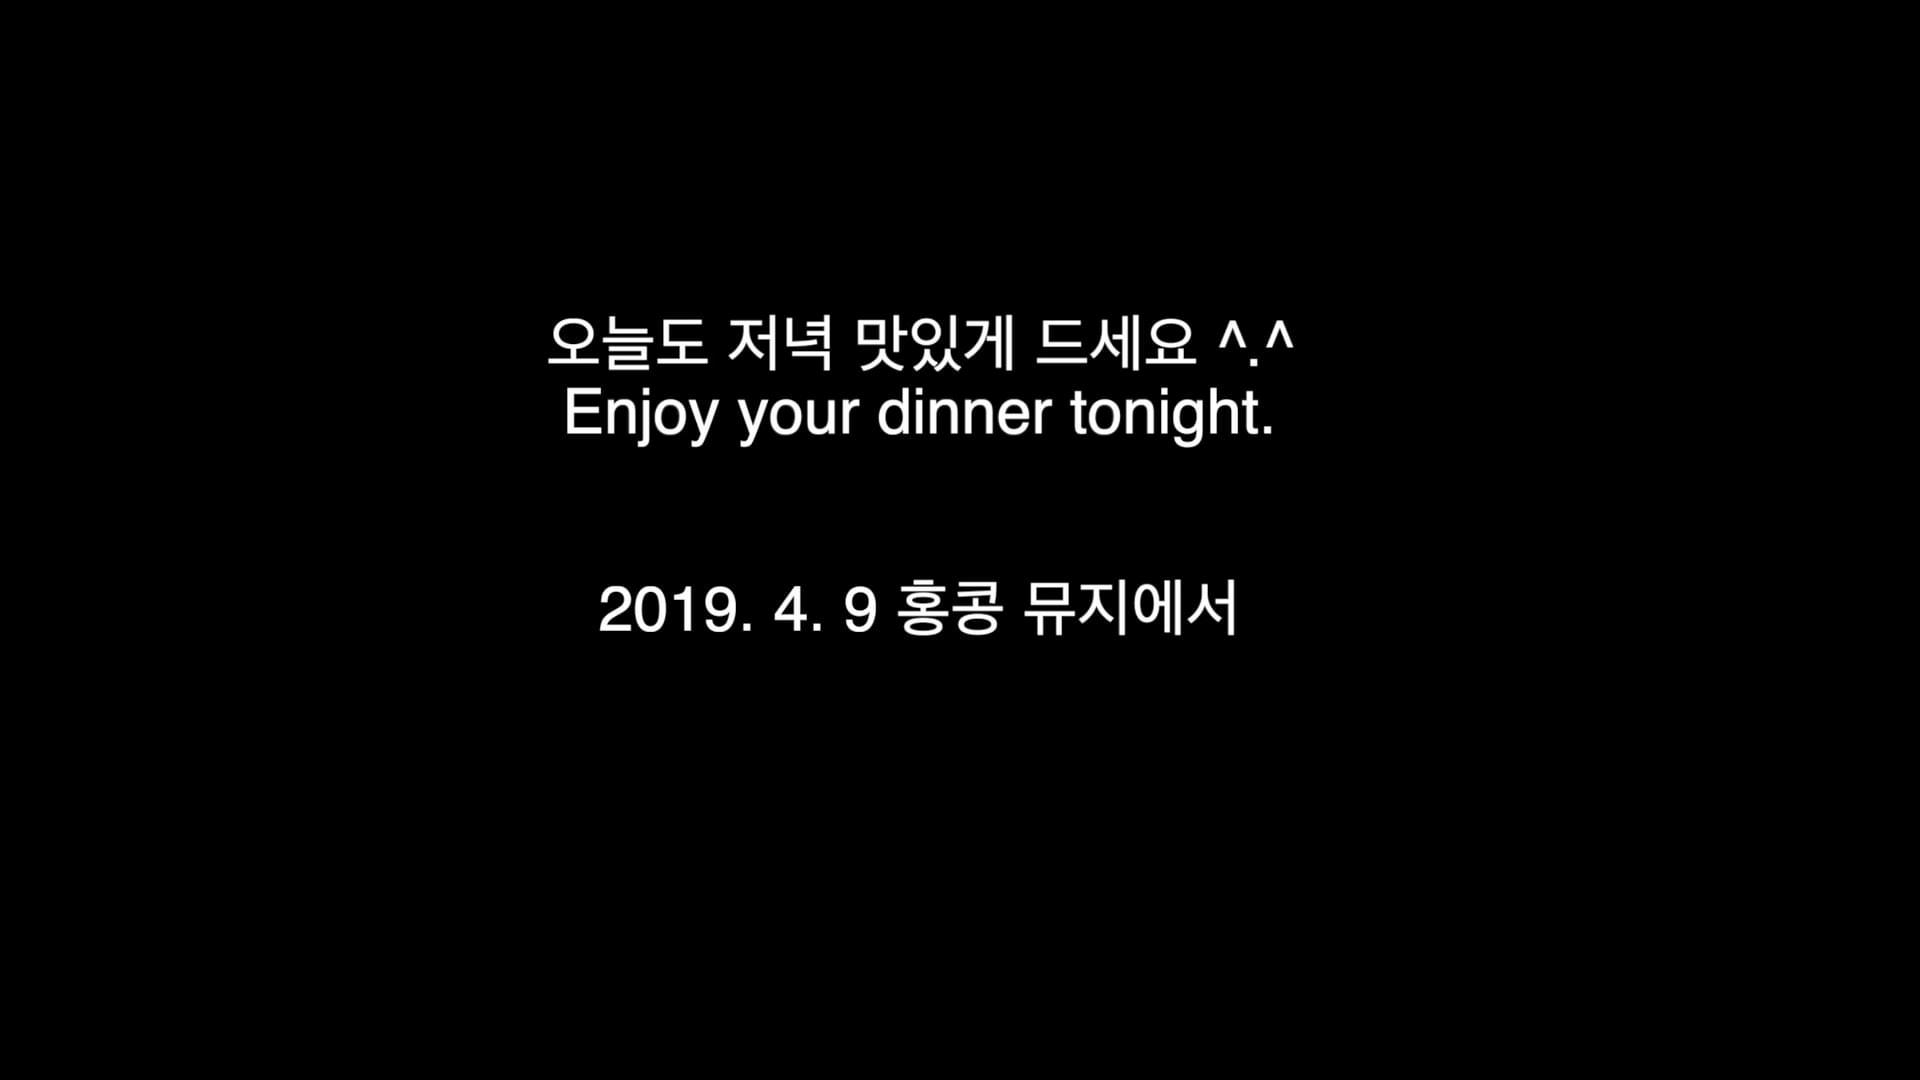 오늘도 저녁 맛있게 드세요 ^.^
Enjoy your dinner tonight.
2019. 4. 9 홍콩 뮤지에서